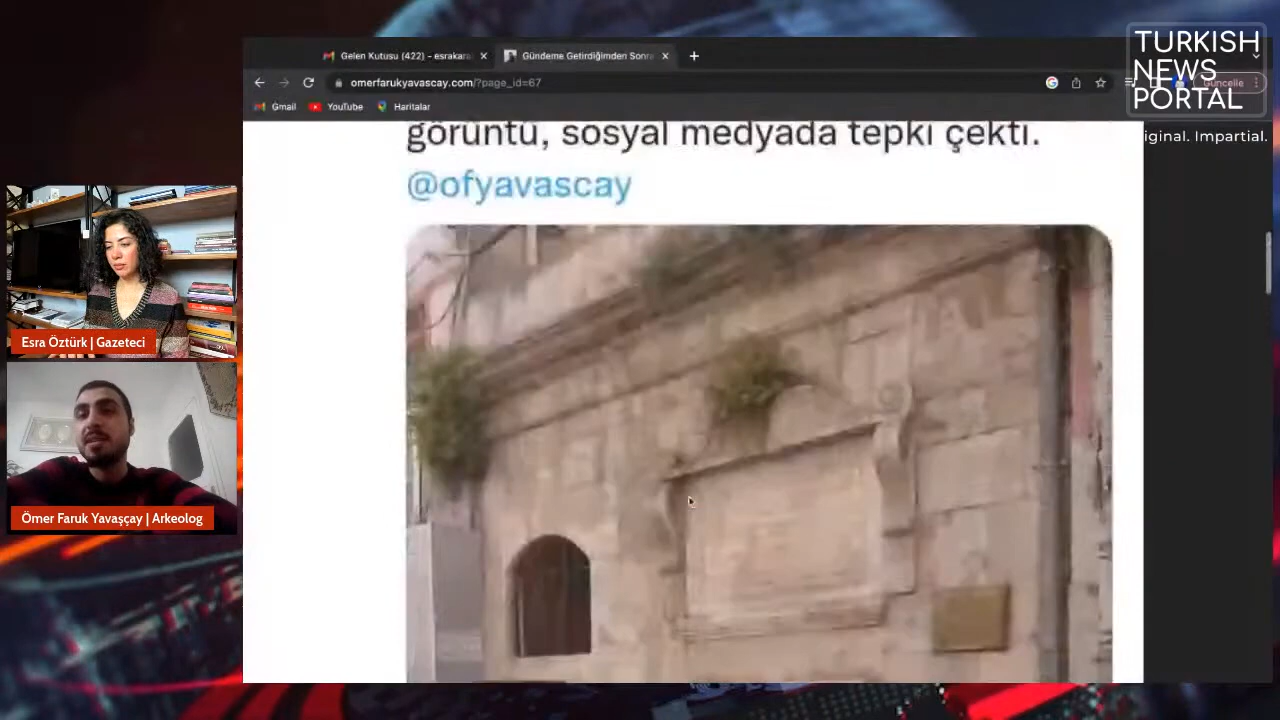 TURKISH
NEWS
PORTAL
iginal. Impartial.
Gelen Kutusu (422) – esrakara
Gündeme Getirdiğimden Sonra
omerfarukyavascay.com/?page_id=67
Güncelle
Gmail
YouTube
Haritalar
görüntü, sosyal medyada tepki çekti.
@ofyavascay
Esra Öztürk | Gazeteci
Ömer Faruk Yavaşçay | Arkeolog